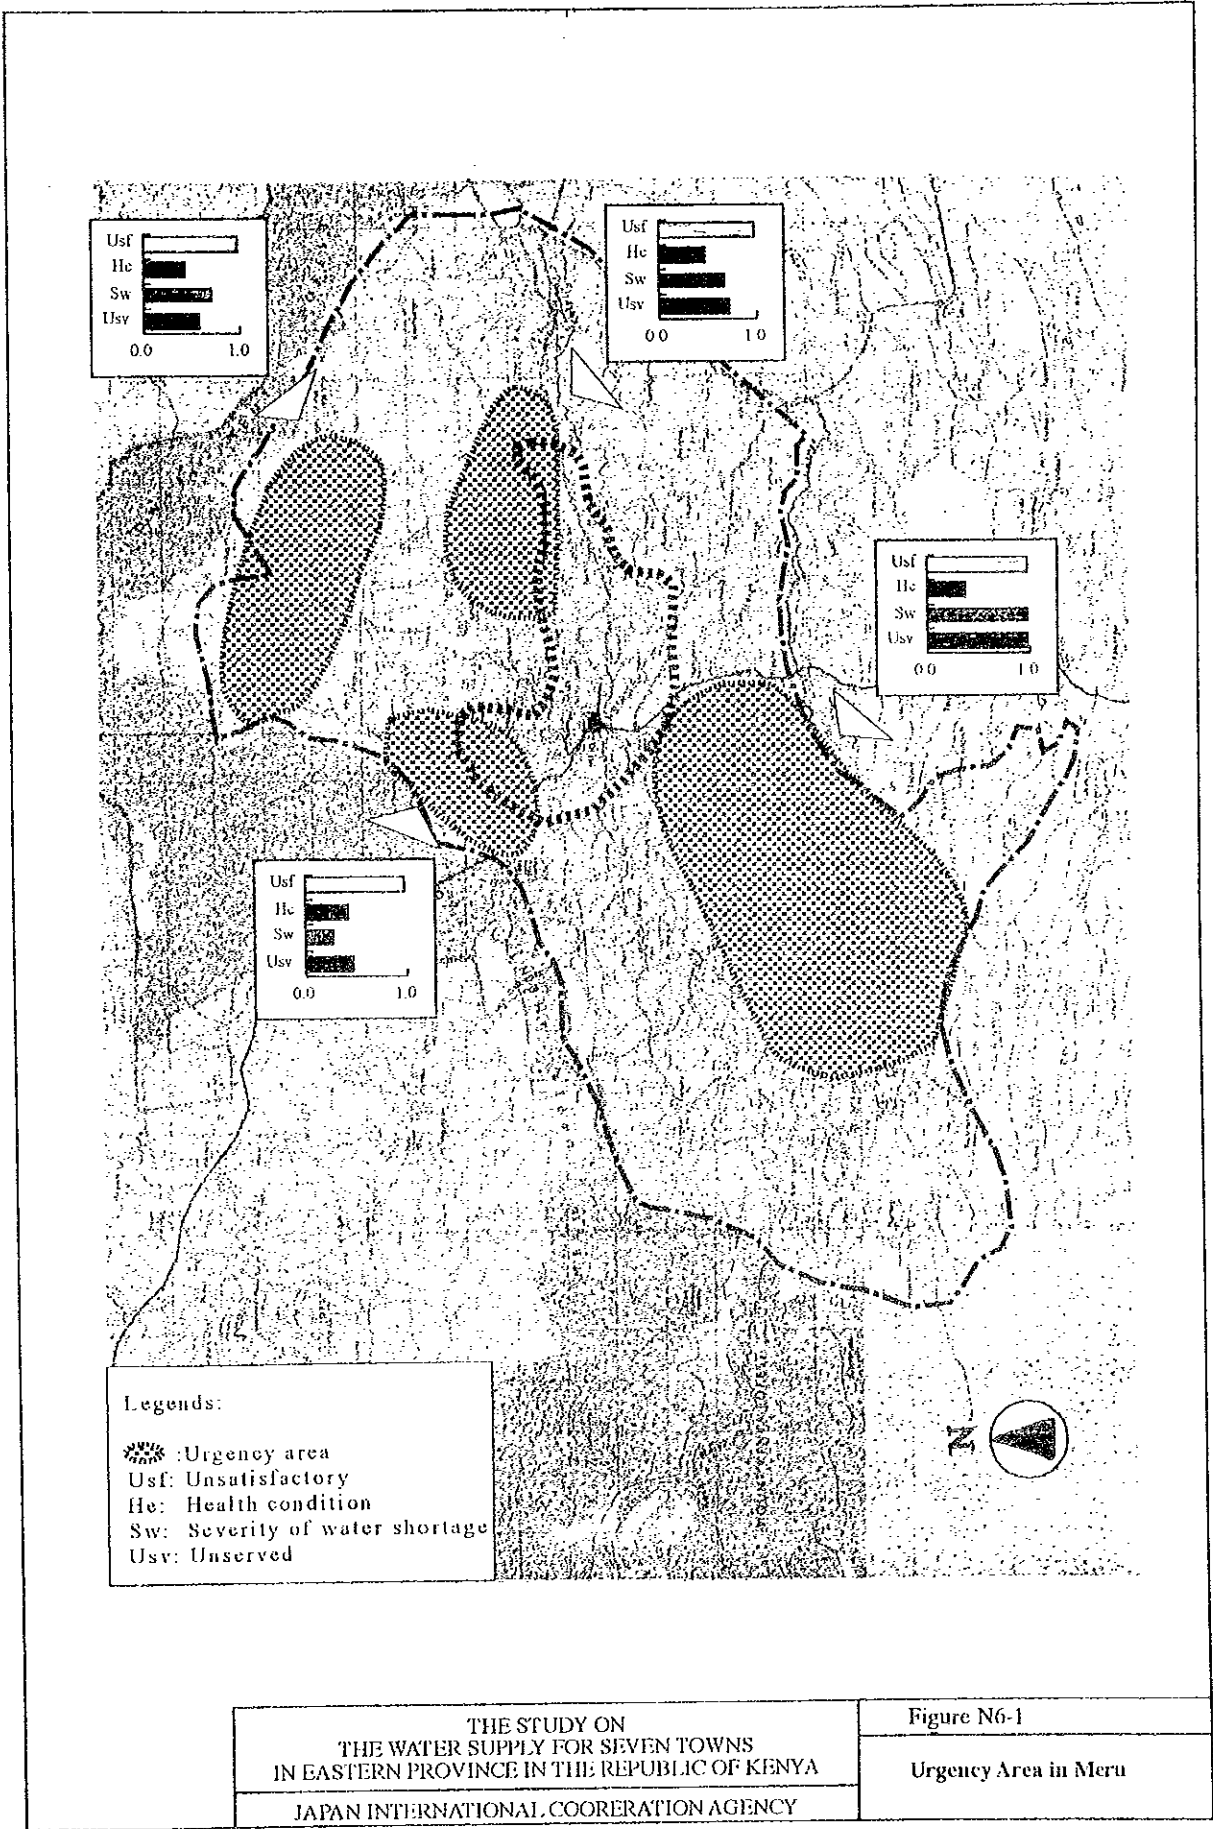 Usf
He
Sw
Usv
0.0 1.0
Usf
He
Sw
Usv
0 0 1 0
Usf
He
Sw
Usv
0 0 1 0
Usf
He
Sw
Usv
0.0 1.0
Legends:
:Urgency area
Usf: Unsatisfactory
He: Health condition
Sw: Severity of water shortage
Usv: Unserved
N
THE STUDY ON
THE WATER SUPPLY FOR SEVEN TOWNS
IN EASTERN PROVINCE IN THE REPUBLIC OF KENYA
JAPAN INTERNATIONAL COORERATION AGENCY
Figure N6-1
Urgency Area in Meru